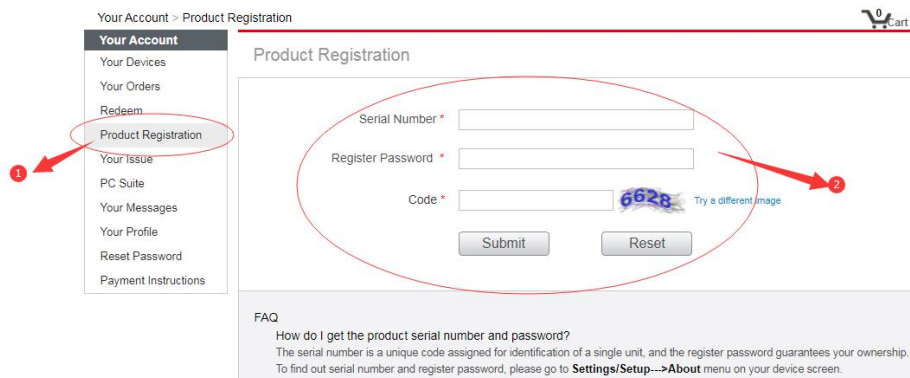 Your Account > Product Registration
0
Cart
Your Account
Your Devices
Your Orders
Redeem
Product Registration
Your Issue
PC Suite
Your Messages
Your Profile
Reset Password
Payment Instructions
1
Product Registration
Serial Number *
Register Password *
Code *
6628
Try a different image
2
Submit
Reset
FAQ
How do I get the product serial number and password?
The serial number is a unique code assigned for identification of a single unit, and the register password guarantees your ownership.
To find out serial number and register password, please go to Settings/Setup--->About menu on your device screen.